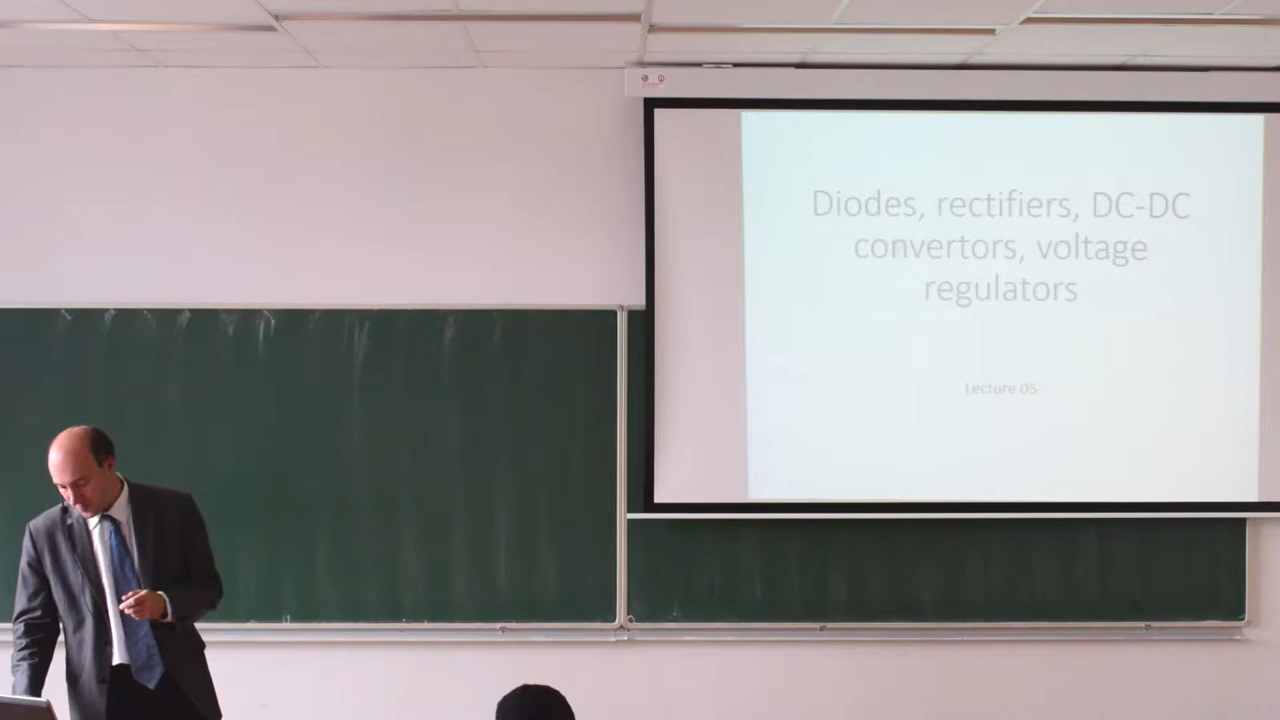 Diodes, rectifiers, DC-DC
convertors, voltage
regulators
Lecture 05